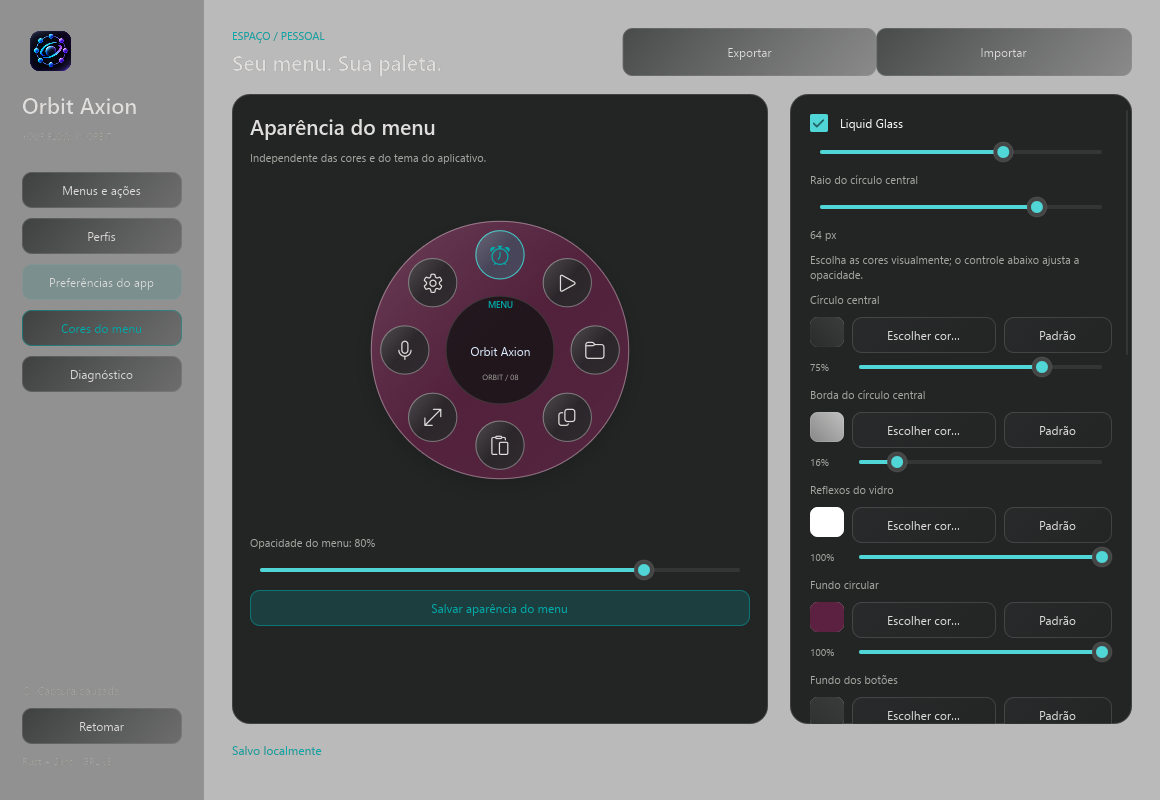 Orbit Axion
Menus e ações
Perfis
Preferências do app
Cores do menu
Diagnóstico
Retomar
ESPAÇO / PESSOAL
Seu menu. Sua paleta.
Exportar
Importar
Aparência do menu
Independente das cores e do tema do aplicativo.
MENU
Orbit Axion
ORBIT / 08
Opacidade do menu: 80%
Salvar aparência do menu
Salvo localmente
Liquid Glass
Raio do círculo central
64 px
Escolha as cores visualmente; o controle abaixo ajusta a
opacidade.
Círculo central
Escolher cor...
Padrão
75%
Borda do círculo central
Escolher cor...
Padrão
16%
Reflexos do vidro
Escolher cor...
Padrão
100%
Fundo circular
Escolher cor...
Padrão
100%
Fundo dos botões
Escolher cor...
Padrão